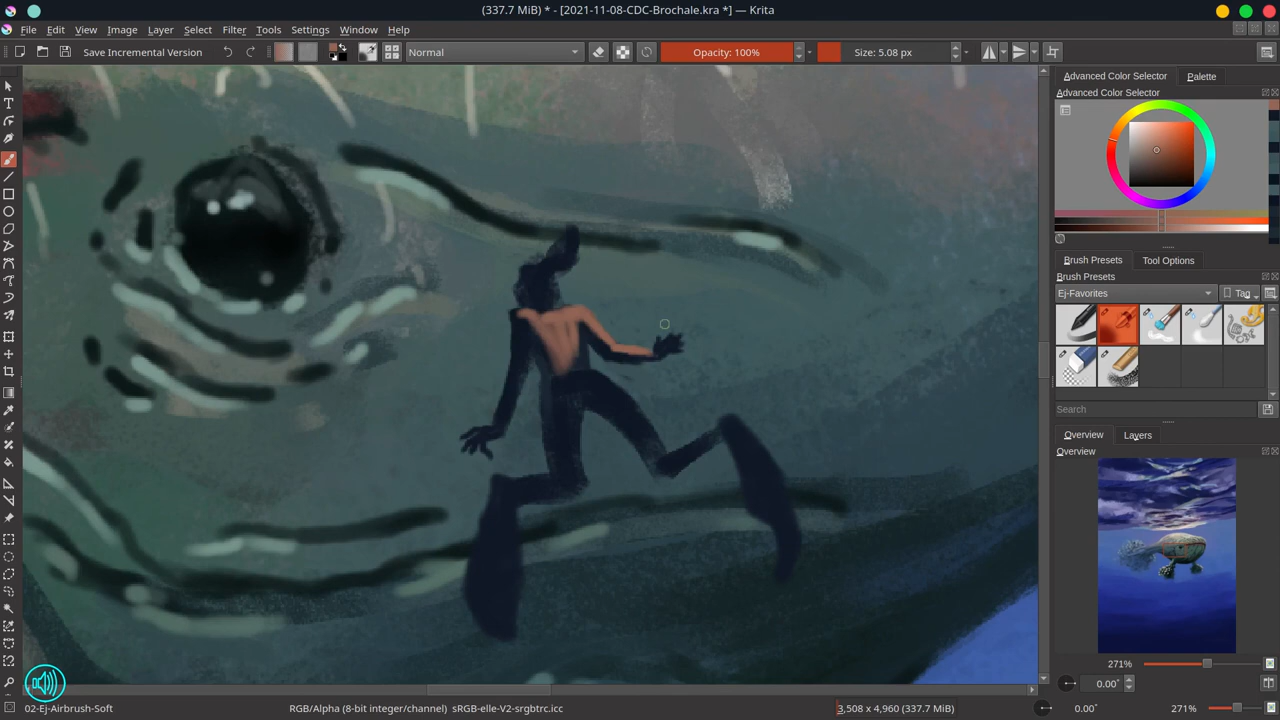 (337.7 MiB) * - [2021-11-08-CDC-Brochale.kra *] — Krita
File Edit View Image Layer Select Filter Tools Settings Window Help
Save Incremental Version Normal Opacity: 100% Size: 5.08 px
Advanced Color Selector Palette
Advanced Color Selector
Brush Presets Tool Options
Brush Presets
Ej-Favorites Tag
Search
Overview Layers
Overview
271%
0.00°
02-Ej-Airbrush-Soft RGB/Alpha (8-bit integer/channel) sRGB-elle-V2-srgbtrc.icc 3,508 x 4,960 (337.7 MiB) 0.00° 271%